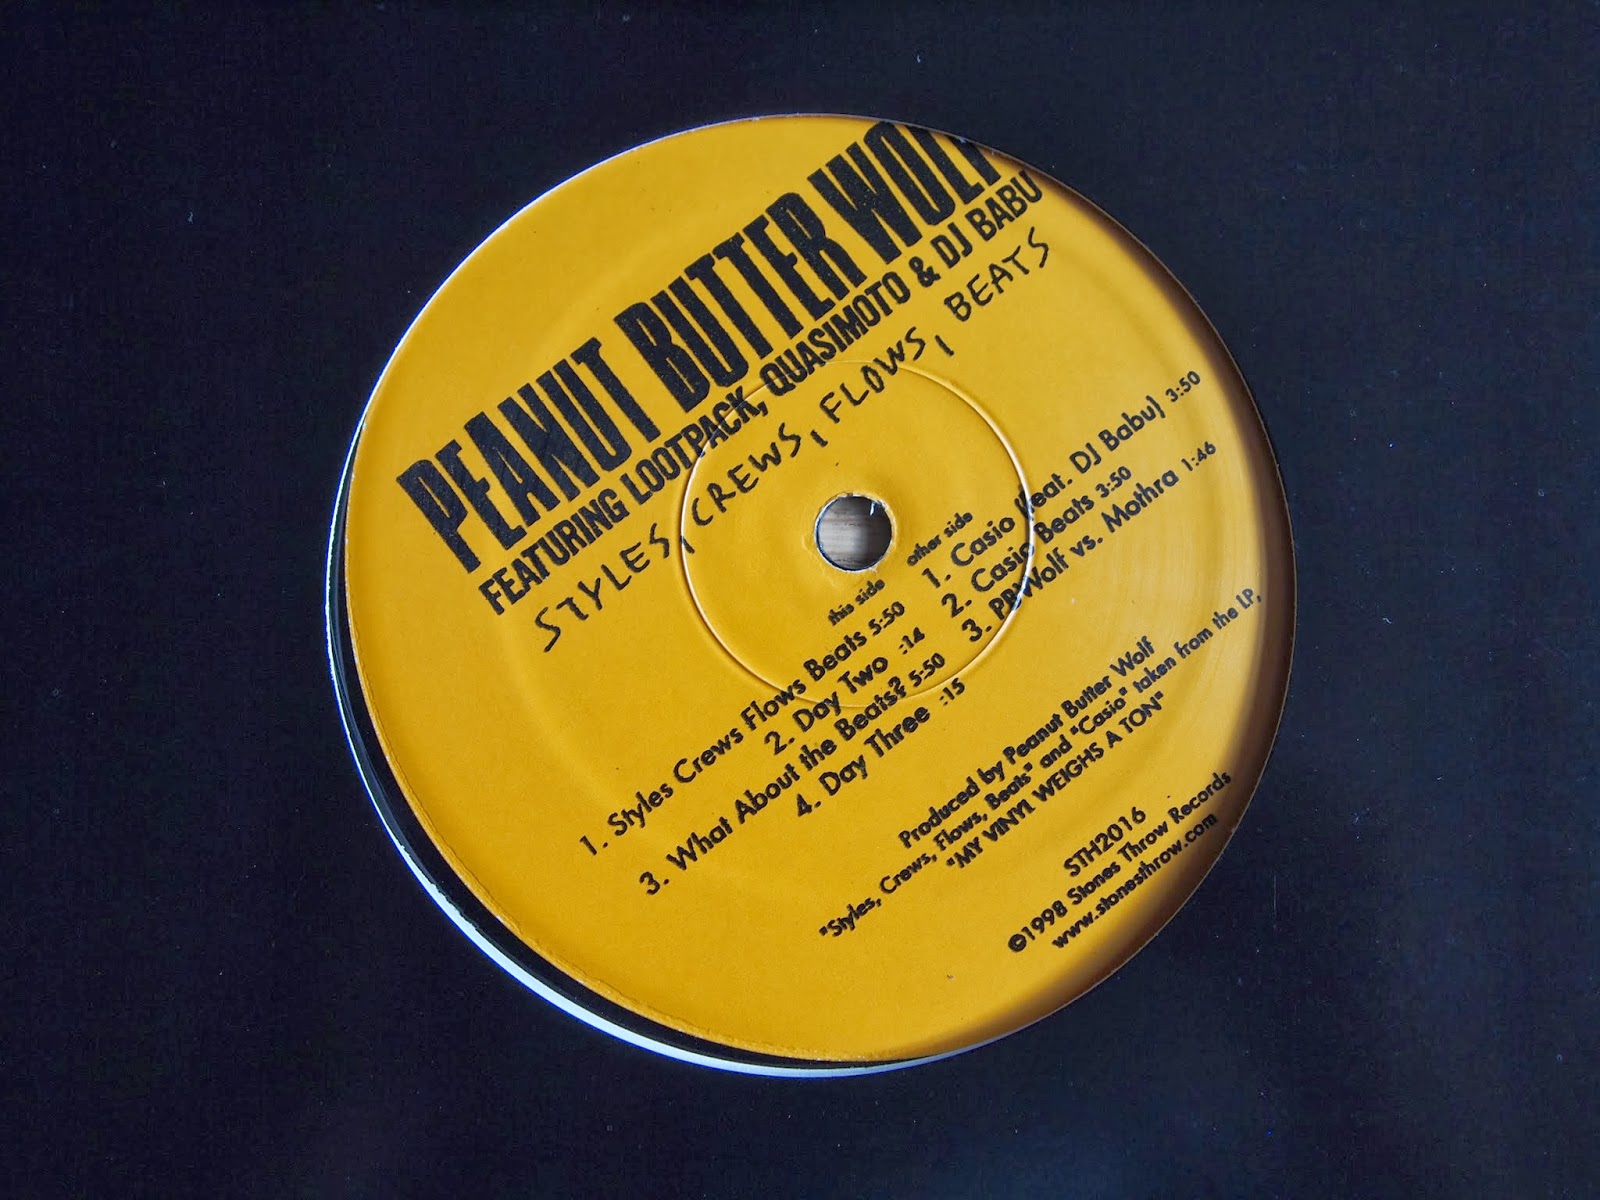 PEANUT BUTTER WOLF
FEATURING LOOTPACK, QUASIMOTO & DJ BABU
STYLES, CREWS, FLOWS, BEATS
this side
1. Styles Crews Flows Beats 5:50
2. Day Two :14
3. What About the Beats? 5:50
4. Day Three :15
other side
1. Casio (feat. DJ Babu) 3:50
2. Casio Beats 3:50
3. PBWolf vs. Mothra 1:46
Produced by Peanut Butter Wolf
"Styles, Crews, Flows, Beats" and "Casio" taken from the LP,
"MY VINYL WEIGHS A TON"
STH2016
©1998 Stones Throw Records
www.stonesthrow.com